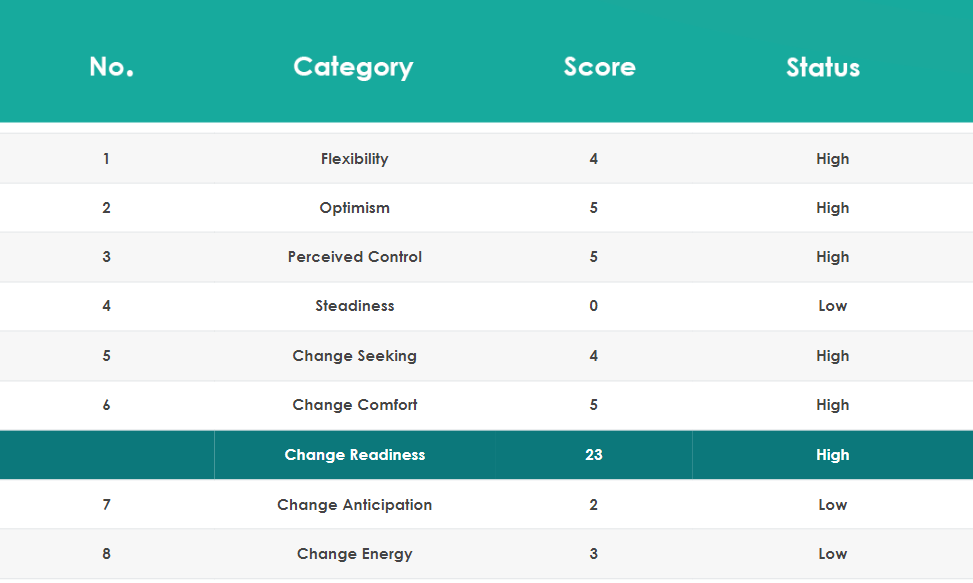 No. Category Score Status
1 Flexibility 4 High
2 Optimism 5 High
3 Perceived Control 5 High
4 Steadiness 0 Low
5 Change Seeking 4 High
6 Change Comfort 5 High
Change Readiness 23 High
7 Change Anticipation 2 Low
8 Change Energy 3 Low